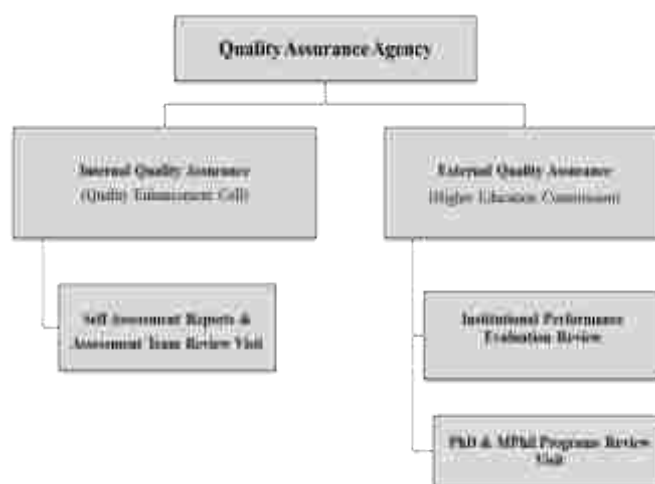 Quality Assurance Agency
Internal Quality Assurance
(Quality Enhancement Cell)
External Quality Assurance
(Higher Education Commission)
Self Assessment Reports &
Assessment Team Review Visit
Institutional Performance
Evaluation Review
PhD & MPhil Programs Review